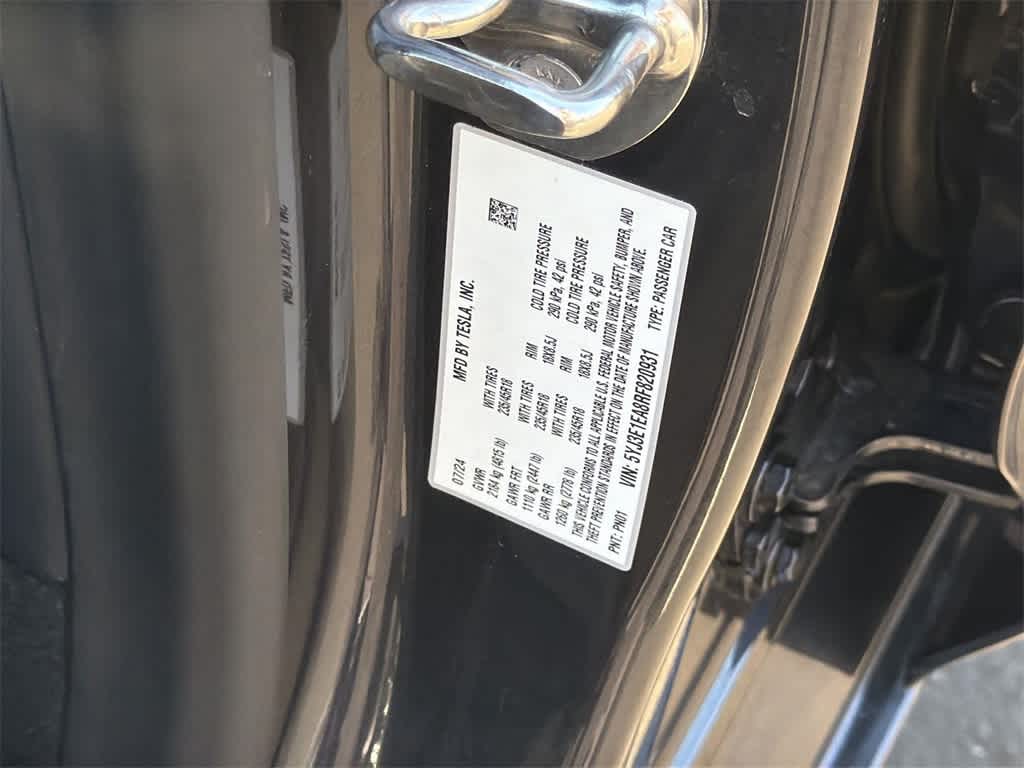 MFD BY TESLA, INC.
07/24
GVWR WITH TIRES
2184 kg (4815 lb) 235/45R18
GAWR FRT WITH TIRES RIM COLD TIRE PRESSURE
1110 kg (2447 lb) 235/45R18 18X8.5J 290 kPa, 42 psi
GAWR RR WITH TIRES RIM COLD TIRE PRESSURE
1260 kg (2778 lb) 235/45R18 18X8.5J 290 kPa, 42 psi
THIS VEHICLE CONFORMS TO ALL APPLICABLE U.S. FEDERAL MOTOR VEHICLE SAFETY, BUMPER, AND
THEFT PREVENTION STANDARDS IN EFFECT ON THE DATE OF MANUFACTURE SHOWN ABOVE.
VIN: 5YJ3E1EA8RF820931 TYPE: PASSENGER CAR
PNT: PN01